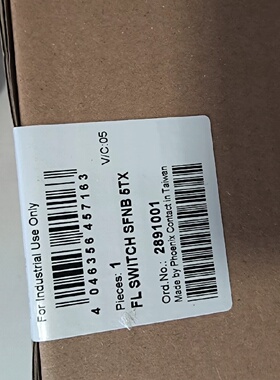 For Industrial Use Only
V/C:05
4 046356 457163
Pieces: 1
FL SWITCH SFNB 5TX
Ord.No.: 2891001
Made by Phoenix Contact in Taiwan